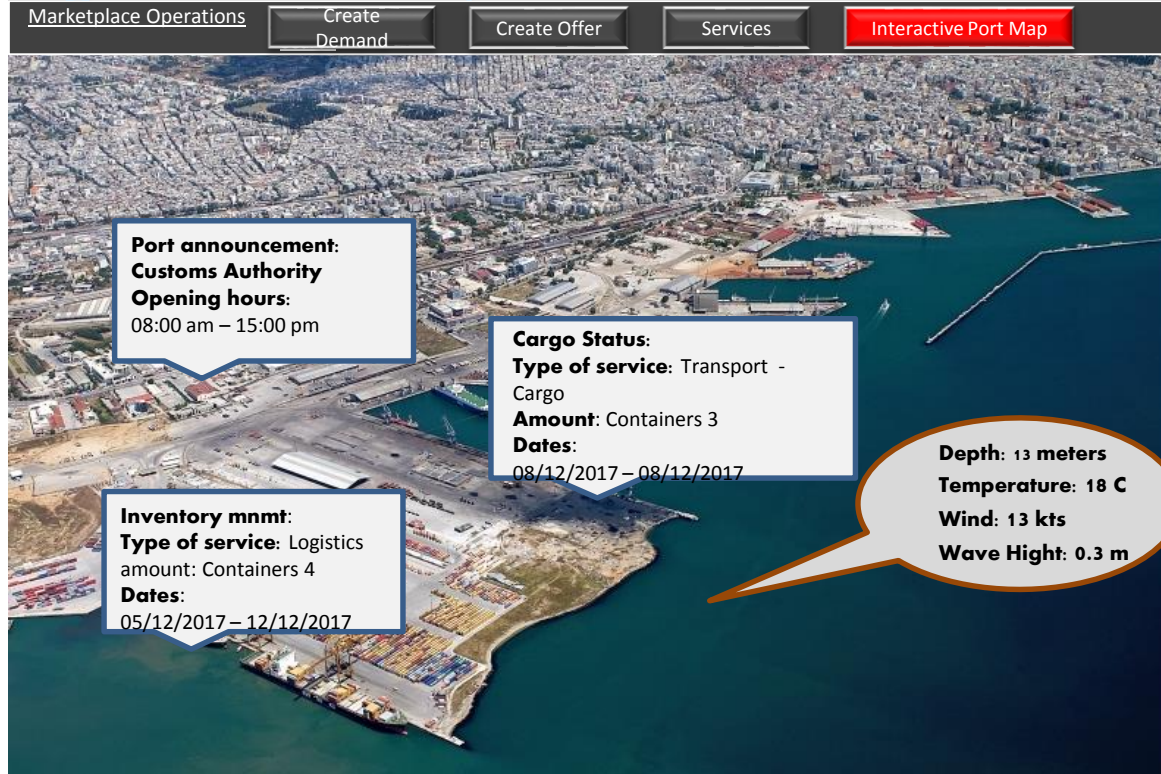 Marketplace Operations
Create
Demand
Create Offer
Services
Interactive Port Map
Port announcement:
Customs Authority
Opening hours:
08:00 am – 15:00 pm
Cargo Status:
Type of service: Transport -
Cargo
Amount: Containers 3
Dates:
08/12/2017 – 08/12/2017
Depth: 13 meters
Temperature: 18 C
Wind: 13 kts
Wave Hight: 0.3 m
Inventory mnmt:
Type of service: Logistics
amount: Containers 4
Dates:
05/12/2017 – 12/12/2017